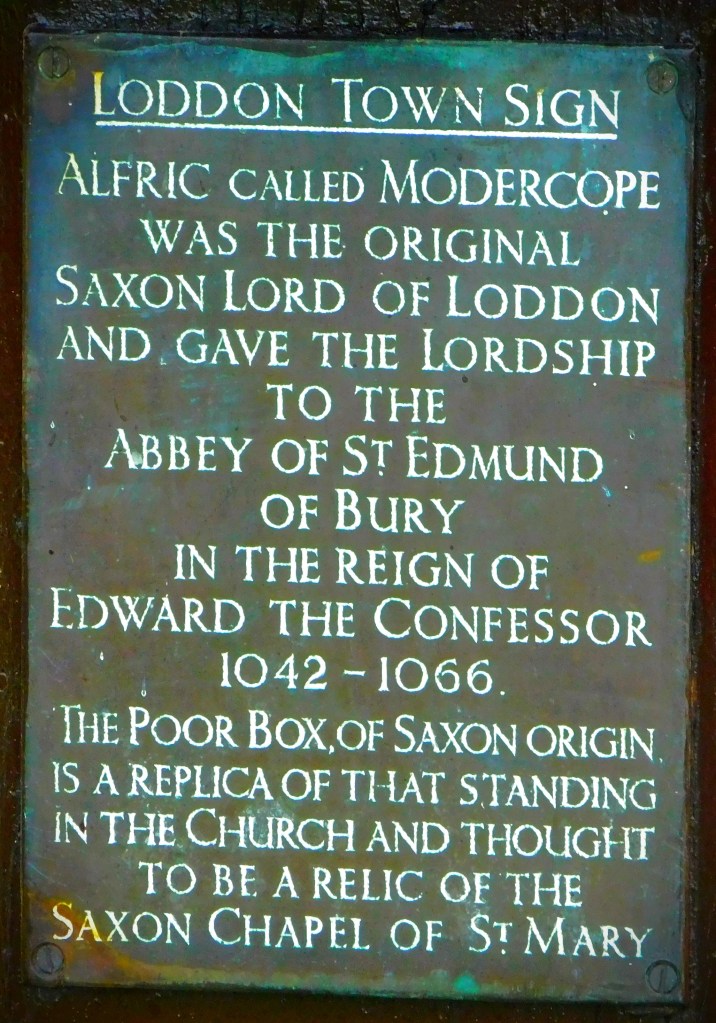 LODDON TOWN SIGN
ALFRIC CALLED MODERCOPE
WAS THE ORIGINAL
SAXON LORD OF LODDON
AND GAVE THE LORDSHIP
TO THE
ABBEY OF ST EDMUND
OF BURY
IN THE REIGN OF
EDWARD THE CONFESSOR
1042-1066.
THE POOR BOX, OF SAXON ORIGIN,
IS A REPLICA OF THAT STANDING
IN THE CHURCH AND THOUGHT
TO BE A RELIC OF THE
SAXON CHAPEL OF ST MARY